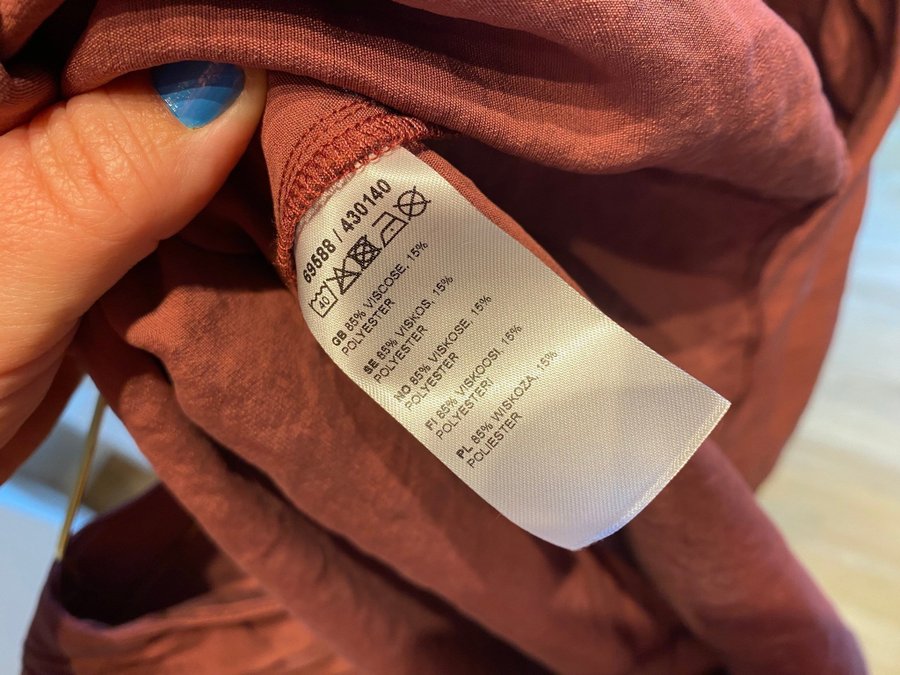 69588 / 430140
40
GB 85% VISCOSE, 15%
POLYESTER
SE 85% VISKOS, 15%
POLYESTER
NO 85% VISKOSE, 15%
POLYESTER
FI 85% VISKOOSI, 15%
POLYESTERI
PL 85% WISKOZA, 15%
POLIESTER